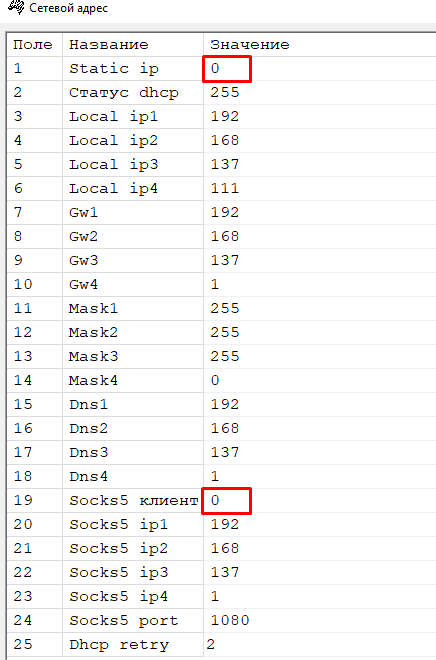 Сетевой адрес
Поле Название Значение
1 Static ip 0
2 Статус dhcp 255
3 Local ip1 192
4 Local ip2 168
5 Local ip3 137
6 Local ip4 111
7 Gw1 192
8 Gw2 168
9 Gw3 137
10 Gw4 1
11 Mask1 255
12 Mask2 255
13 Mask3 255
14 Mask4 0
15 Dns1 192
16 Dns2 168
17 Dns3 137
18 Dns4 1
19 Socks5 клиент 0
20 Socks5 ip1 192
21 Socks5 ip2 168
22 Socks5 ip3 137
23 Socks5 ip4 1
24 Socks5 port 1080
25 Dhcp retry 2